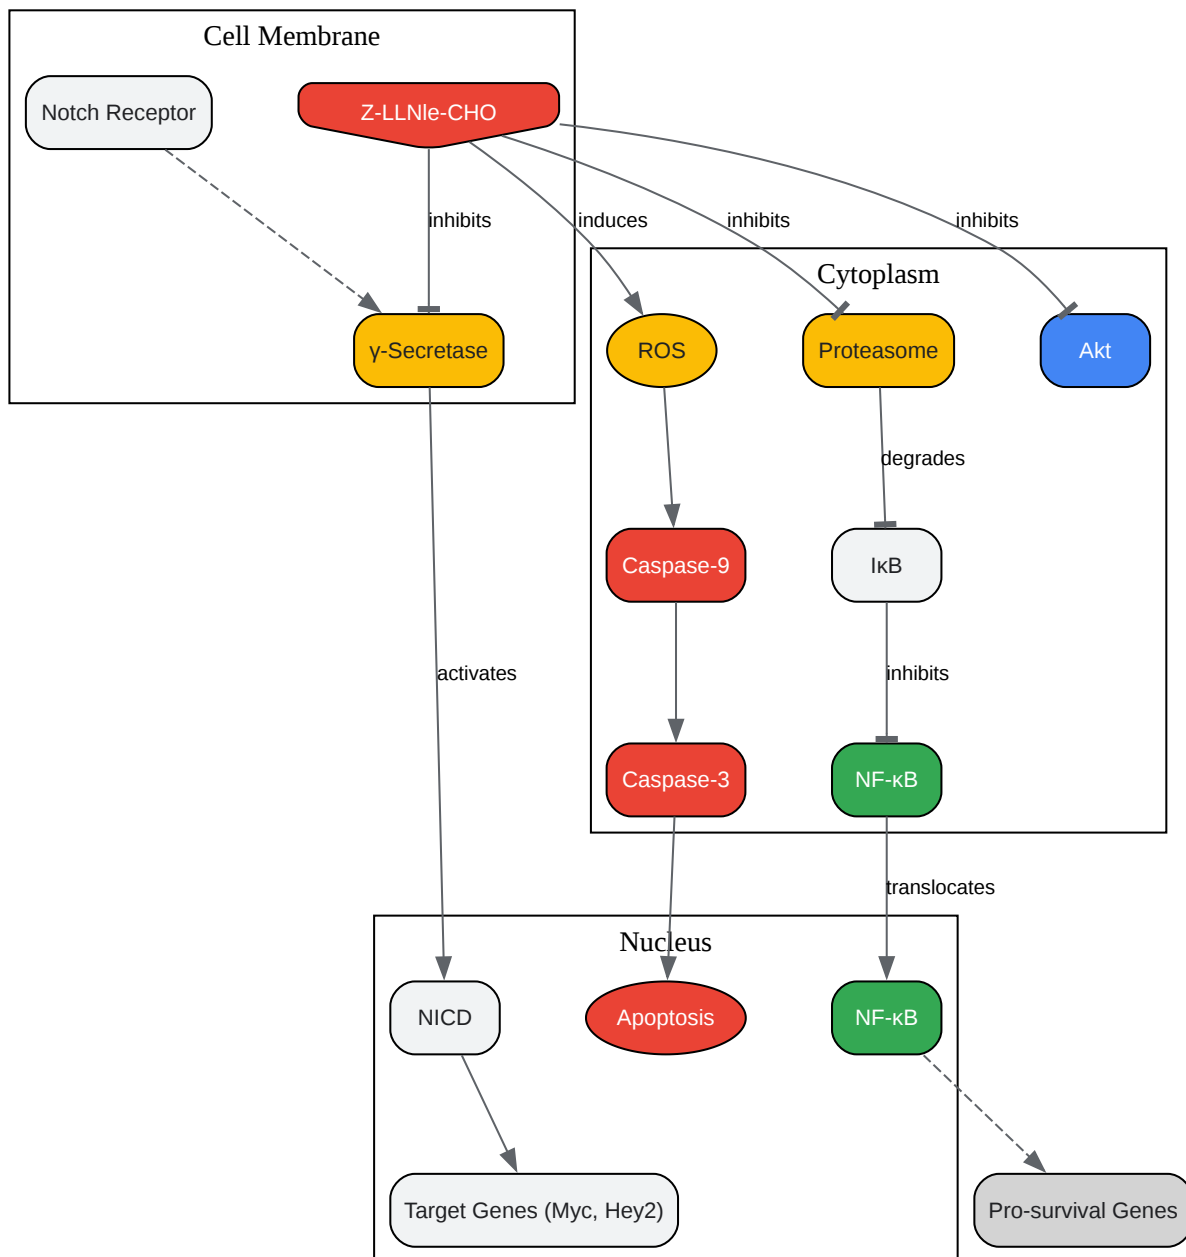 Cell Membrane
Notch Receptor
Z-LLNle-CHO
inhibits
induces
inhibits
inhibits
Cytoplasm
γ-Secretase
ROS
Proteasome
Akt
degrades
Caspase-9
IκB
activates
inhibits
Caspase-3
NF-κB
translocates
Nucleus
NICD
Apoptosis
NF-κB
Target Genes (Myc, Hey2)
Pro-survival Genes